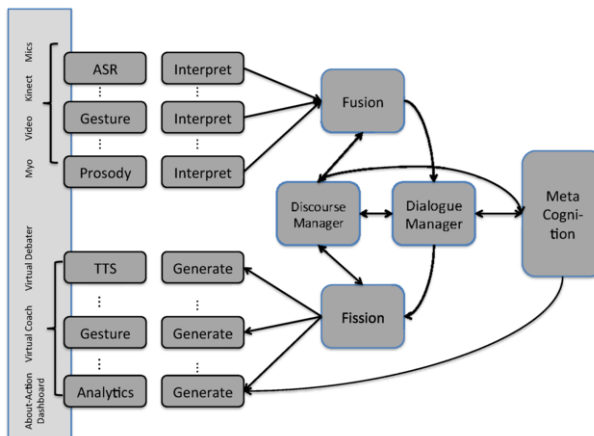 Mics
Kinect
Video
Myo
ASR
Interpret
Gesture
Interpret
Prosody
Interpret
Fusion
Discourse
Manager
Dialogue
Manager
Meta
Cogni-
tion
Virtual Debater
Virtual Coach
About-Action
Dashboard
TTS
Generate
Gesture
Generate
Analytics
Generate
Fission